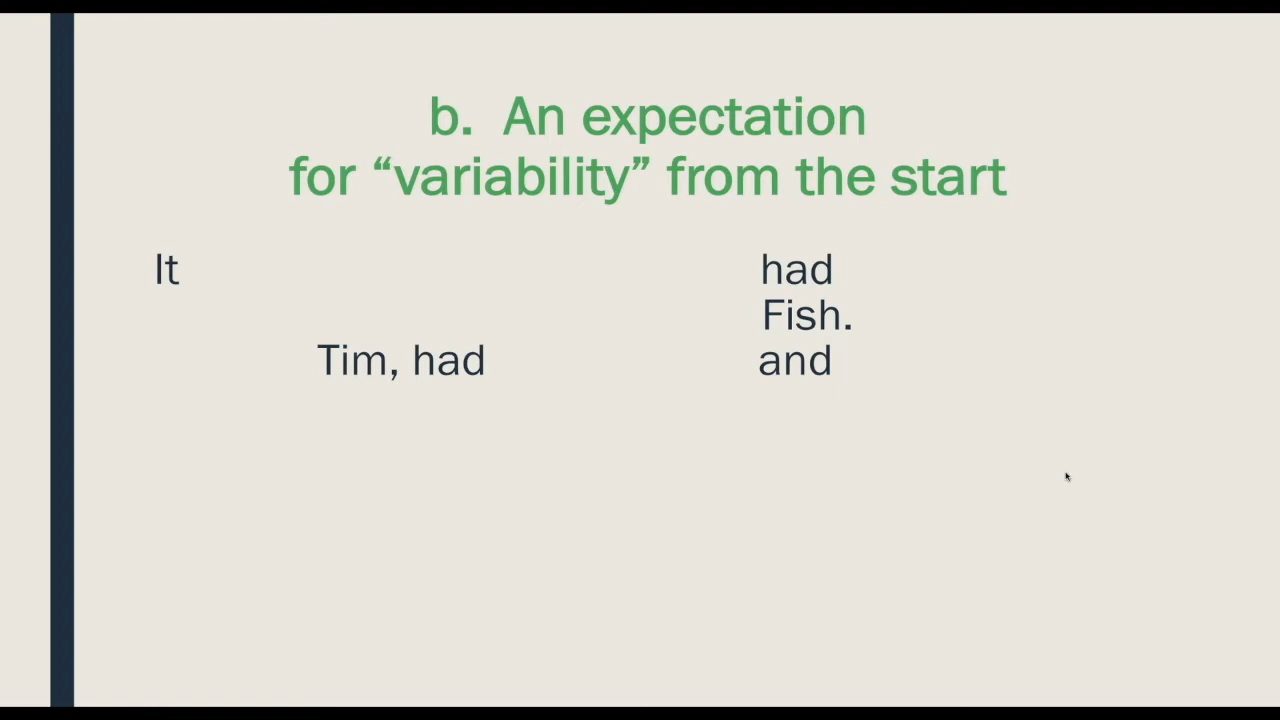 b. An expectation
for “variability” from the start
It had
Fish.
Tim, had and